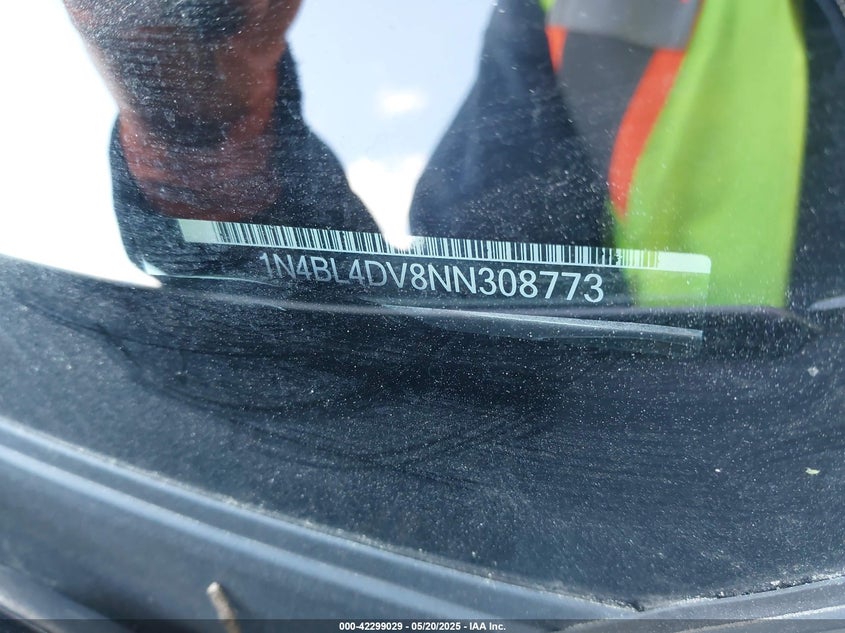 1N4BL4DV8NN308773
000-42299029 — 05/20/2025 — IAA Inc.